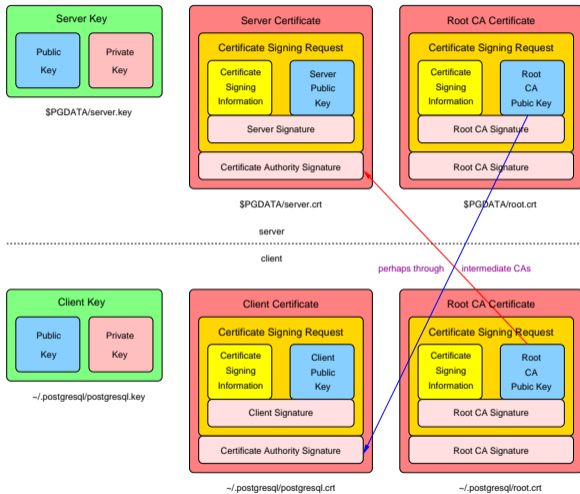 Server Key
Public
Key
Private
Key
$PGDATA/server.key
Server Certificate
Certificate Signing Request
Certificate
Signing
Information
Server
Public
Key
Server Signature
Certificate Authority Signature
$PGDATA/server.crt
Root CA Certificate
Certificate Signing Request
Certificate
Signing
Information
Root
CA
Pubic Key
Root CA Signature
Root CA Signature
$PGDATA/root.crt
server
client
perhaps through
intermediate CAs
Client Key
Public
Key
Private
Key
~/.postgresql/postgresql.key
Client Certificate
Certificate Signing Request
Certificate
Signing
Information
Client
Public
Key
Client Signature
Certificate Authority Signature
~/.postgresql/postgresql.crt
Root CA Certificate
Certificate Signing Request
Certificate
Signing
Information
Root
CA
Pubic Key
Root CA Signature
Root CA Signature
~/.postgresql/root.crt